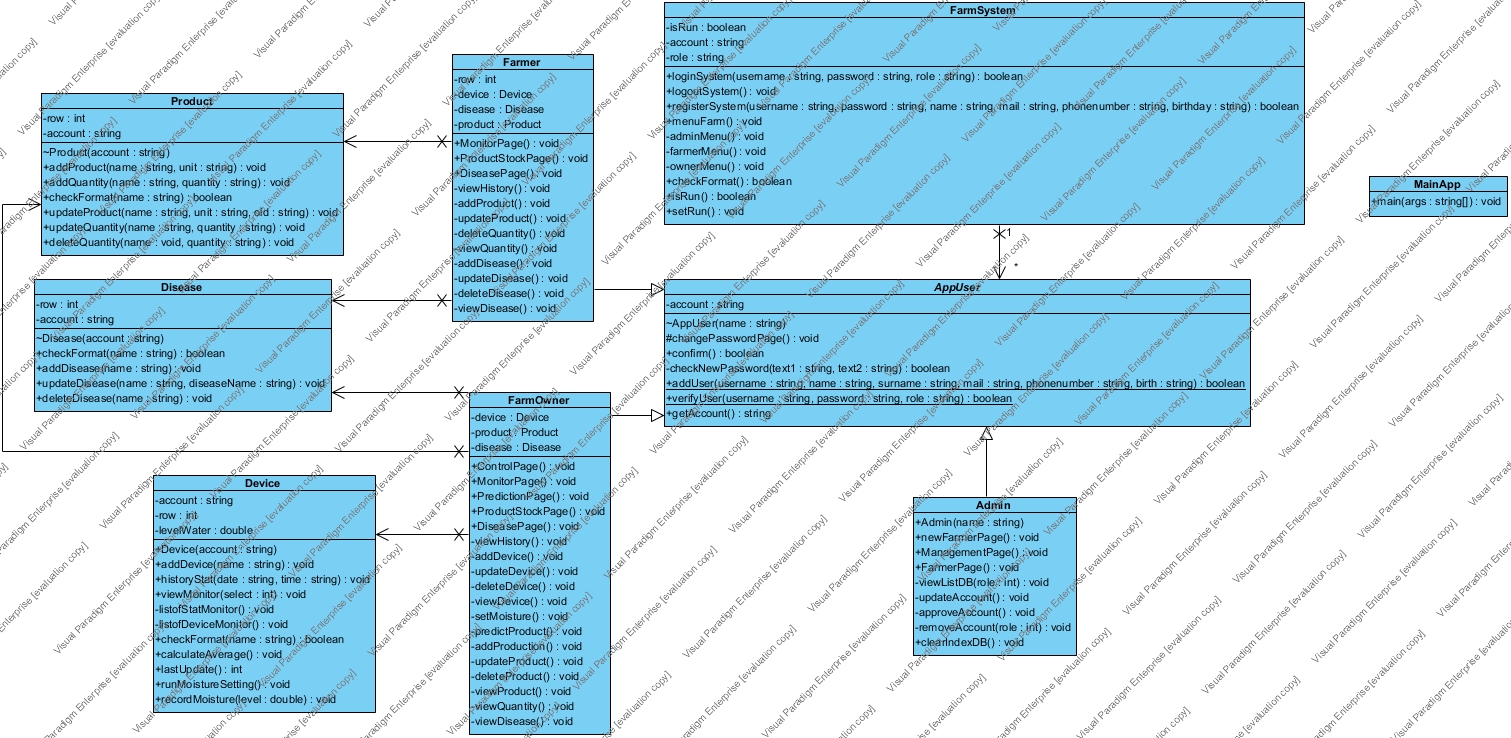 FarmSystem
-isRun : boolean
-account : string
-role : string
+loginSystem(username : string, password : string, role : string) : boolean
+logoutSystem() : void
+registerSystem(username : string, password : string, name : string, mail : string, phonenumber : string, birthday : string) : boolean
+menuFarm() : void
-adminMenu() : void
-farmerMenu() : void
-ownerMenu() : void
+checkFormat() : boolean
+isRun() : boolean
+setRun() : void
Farmer
-row : int
-device : Device
-disease : Disease
-product : Product
+MonitorPage() : void
+ProductStockPage() : void
+DiseasePage() : void
-viewHistory() : void
-addProduct() : void
-updateProduct() : void
-deleteQuantity() : void
-viewQuantity() : void
-addDisease() : void
-updateDisease() : void
-deleteDisease() : void
-viewDisease() : void
Product
-row : int
-account : string
~Product(account : string)
+addProduct(name : string, unit : string) : void
+addQuantity(name : string, quantity : string) : void
+checkFormat(name : string) : boolean
+updateProduct(name : string, unit : string, old : string) : void
+updateQuantity(name : string, quantity : string) : void
+deleteQuantity(name : void, quantity : string) : void
MainApp
+main(args : string[]) : void
1
*
Disease
-row : int
-account : string
~Disease(account : string)
+checkFormat(name : string) : boolean
+addDisease(name : string) : void
+updateDisease(name : string, diseaseName : string) : void
+deleteDisease(name : string) : void
AppUser
-account : string
~AppUser(name : string)
#changePasswordPage() : void
+confirm() : boolean
-checkNewPassword(text1 : string, text2 : string) : boolean
+addUser(username : string, name : string, surname : string, mail : string, phonenumber : string, birth : string) : boolean
+verifyUser(username : string, password : string, role : string) : boolean
+getAccount() : string
FarmOwner
-device : Device
-product : Product
-disease : Disease
+ControlPage() : void
+MonitorPage() : void
+PredictionPage() : void
+ProductStockPage() : void
+DiseasePage() : void
-viewHistory() : void
-addDevice() : void
-updateDevice() : void
-deleteDevice() : void
-viewDevice() : void
-setMoisture() : void
-predictProduct() : void
-addProduction() : void
-updateProduct() : void
-deleteProduct() : void
-viewProduct() : void
-viewQuantity() : void
-viewDisease() : void
Device
-account : string
-row : int
-levelWater : double
+Device(account : string)
+addDevice(name : string) : void
+historyStat(date : string, time : string) : void
+viewMonitor(select : int) : void
-listofStatMonitor() : void
-listofDeviceMonitor() : void
+checkFormat(name : string) : boolean
+calculateAverage() : void
+lastUpdate() : int
+runMoistureSetting() : void
+recordMoisture(level : double) : void
Admin
+Admin(name : string)
+newFarmerPage() : void
+ManagementPage() : void
+FarmerPage() : void
-viewListDB(role : int) : void
-updateAccount() : void
-approveAccount() : void
-removeAccount(role : int) : void
+clearIndexDB() : void
Visual Paradigm Enterprise [evaluation copy]